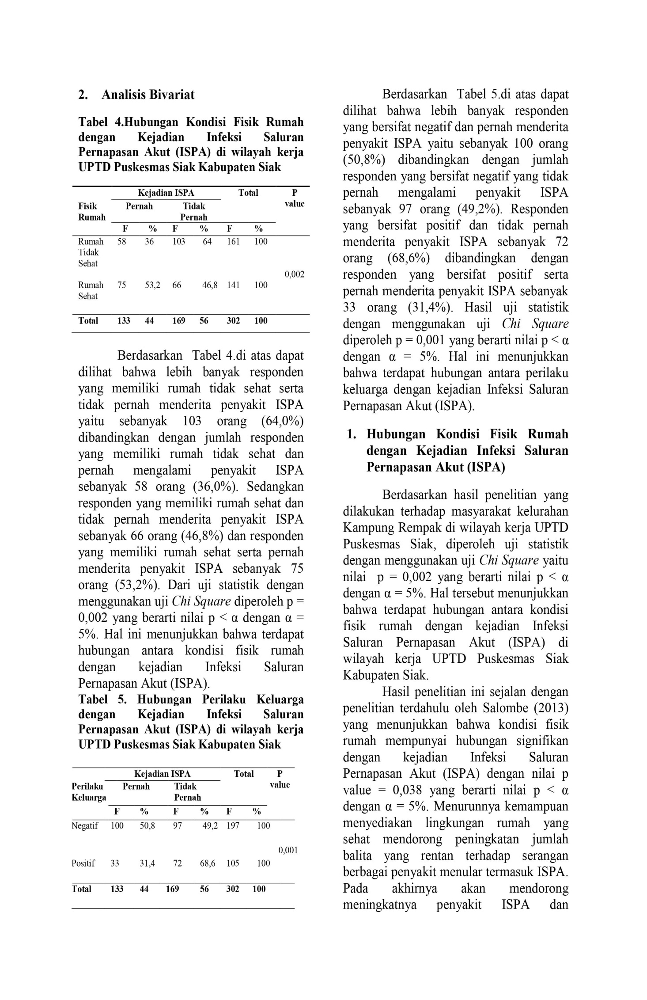 2. Analisis Bivariat
Tabel 4.Hubungan Kondisi Fisik Rumah
dengan Kejadian Infeksi Saluran
Pernapasan Akut (ISPA) di wilayah kerja
UPTD Puskesmas Siak Kabupaten Siak
Kejadian ISPA Total P
Fisik Pernah Tidak value
Rumah Pernah
F % F % F %
Rumah 58 36 103 64 161 100
Tidak
Sehat
0,002
Rumah 75 53,2 66 46,8 141 100
Sehat
Total 133 44 169 56 302 100
Berdasarkan Tabel 4.di atas dapat
dilihat bahwa lebih banyak responden
yang memiliki rumah tidak sehat serta
tidak pernah menderita penyakit ISPA
yaitu sebanyak 103 orang (64,0%)
dibandingkan dengan jumlah responden
yang memiliki rumah tidak sehat dan
pernah mengalami penyakit ISPA
sebanyak 58 orang (36,0%). Sedangkan
responden yang memiliki rumah sehat dan
tidak pernah menderita penyakit ISPA
sebanyak 66 orang (46,8%) dan responden
yang memiliki rumah sehat serta pernah
menderita penyakit ISPA sebanyak 75
orang (53,2%). Dari uji statistik dengan
menggunakan uji Chi Square diperoleh p =
0,002 yang berarti nilai p < α dengan α =
5%. Hal ini menunjukkan bahwa terdapat
hubungan antara kondisi fisik rumah
dengan kejadian Infeksi Saluran
Pernapasan Akut (ISPA).
Tabel 5. Hubungan Perilaku Keluarga
dengan Kejadian Infeksi Saluran
Pernapasan Akut (ISPA) di wilayah kerja
UPTD Puskesmas Siak Kabupaten Siak
Kejadian ISPA Total P
Perilaku Pernah Tidak value
Keluarga Pernah
F % F % F %
Negatif 100 50,8 97 49,2 197 100
0,001
Positif 33 31,4 72 68,6 105 100
Total 133 44 169 56 302 100
Berdasarkan Tabel 5.di atas dapat
dilihat bahwa lebih banyak responden
yang bersifat negatif dan pernah menderita
penyakit ISPA yaitu sebanyak 100 orang
(50,8%) dibandingkan dengan jumlah
responden yang bersifat negatif yang tidak
pernah mengalami penyakit ISPA
sebanyak 97 orang (49,2%). Responden
yang bersifat positif dan tidak pernah
menderita penyakit ISPA sebanyak 72
orang (68,6%) dibandingkan dengan
responden yang bersifat positif serta
pernah menderita penyakit ISPA sebanyak
33 orang (31,4%). Hasil uji statistik
dengan menggunakan uji Chi Square
diperoleh p = 0,001 yang berarti nilai p < α
dengan α = 5%. Hal ini menunjukkan
bahwa terdapat hubungan antara perilaku
keluarga dengan kejadian Infeksi Saluran
Pernapasan Akut (ISPA).
1. Hubungan Kondisi Fisik Rumah
dengan Kejadian Infeksi Saluran
Pernapasan Akut (ISPA)
Berdasarkan hasil penelitian yang
dilakukan terhadap masyarakat kelurahan
Kampung Rempak di wilayah kerja UPTD
Puskesmas Siak, diperoleh uji statistik
dengan menggunakan uji Chi Square yaitu
nilai p = 0,002 yang berarti nilai p < α
dengan α = 5%. Hal tersebut menunjukkan
bahwa terdapat hubungan antara kondisi
fisik rumah dengan kejadian Infeksi
Saluran Pernapasan Akut (ISPA) di
wilayah kerja UPTD Puskesmas Siak
Kabupaten Siak.
Hasil penelitian ini sejalan dengan
penelitian terdahulu oleh Salombe (2013)
yang menunjukkan bahwa kondisi fisik
rumah mempunyai hubungan signifikan
dengan kejadian Infeksi Saluran
Pernapasan Akut (ISPA) dengan nilai p
value = 0,038 yang berarti nilai p < α
dengan α = 5%. Menurunnya kemampuan
menyediakan lingkungan rumah yang
sehat mendorong peningkatan jumlah
balita yang rentan terhadap serangan
berbagai penyakit menular termasuk ISPA.
Pada akhirnya akan mendorong
meningkatnya penyakit ISPA dan